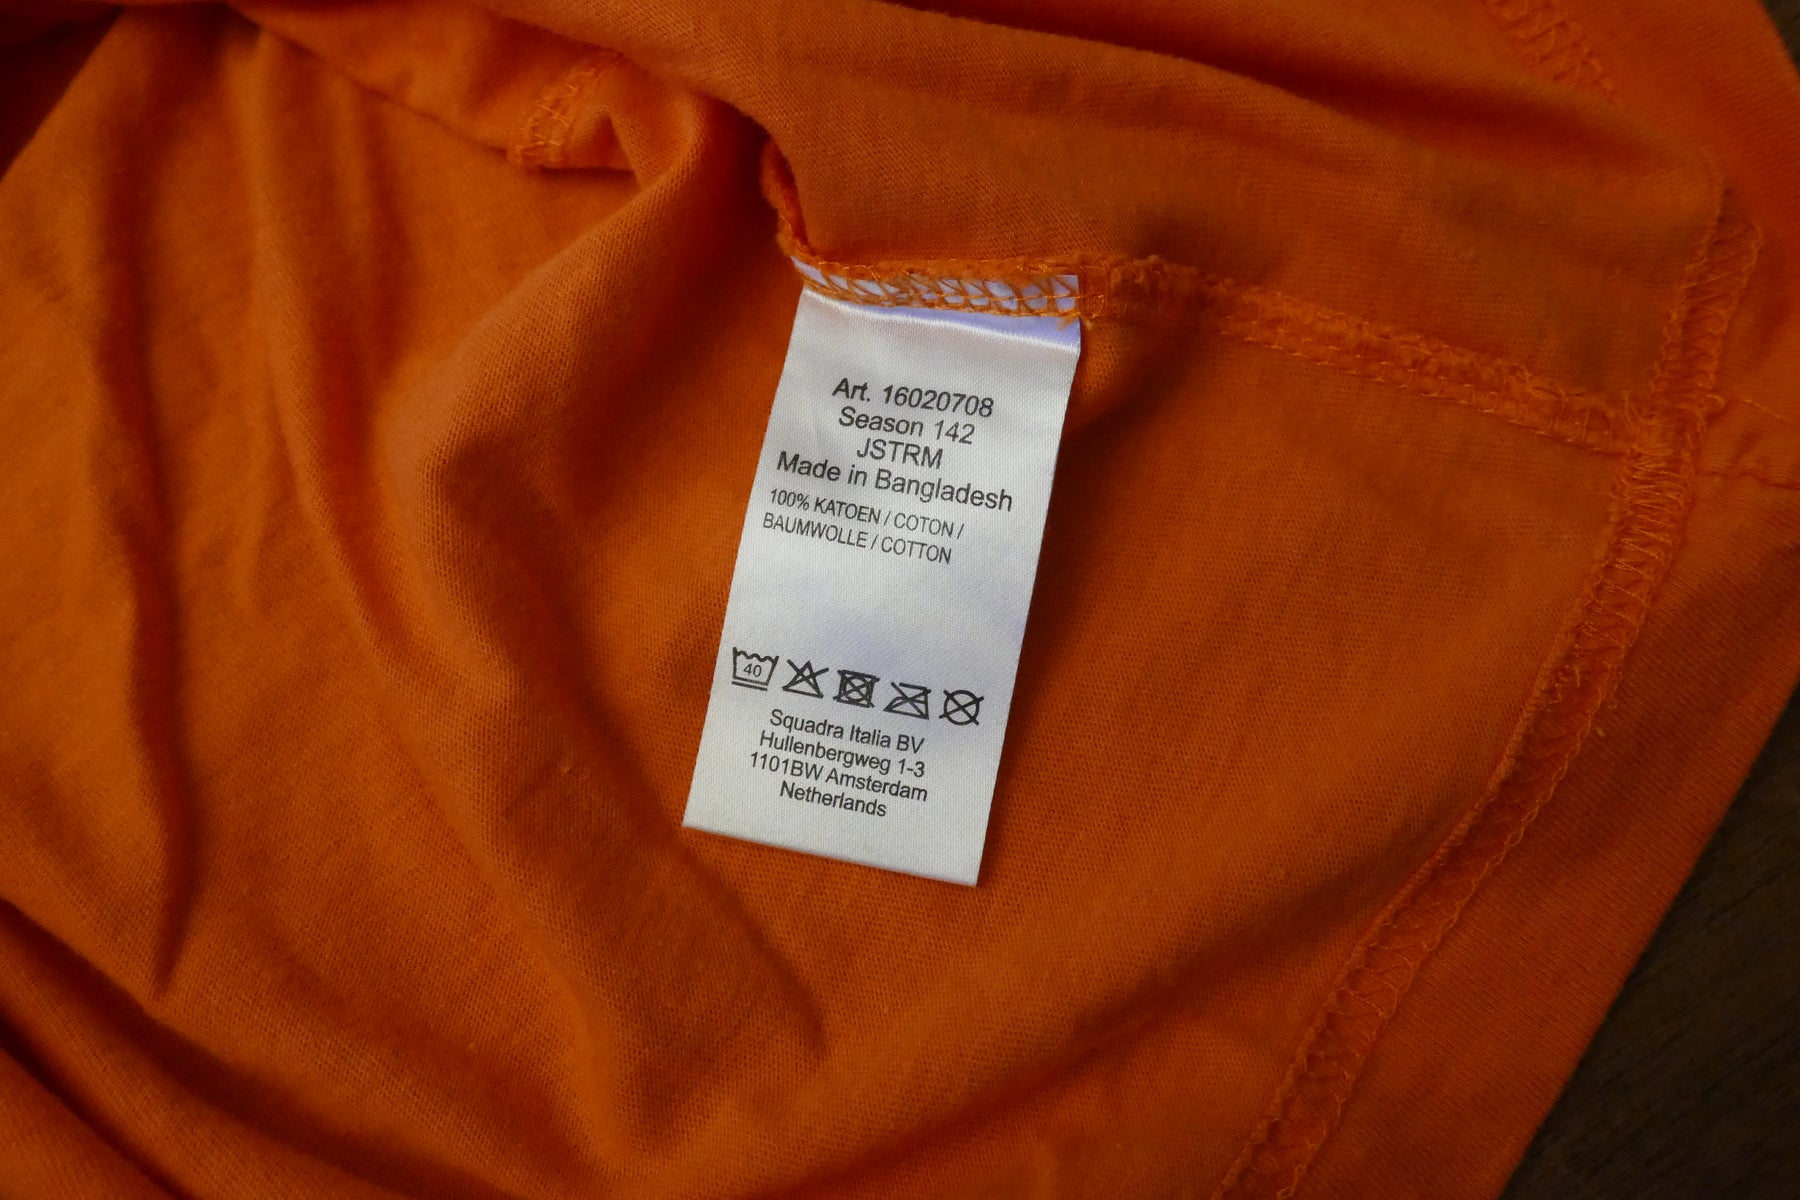 Art. 16020708
Season 142
JSTRM
Made in Bangladesh
100% KATOEN / COTON /
BAUMWOLLE / COTTON
40
Squadra Italia BV
Hullenbergweg 1-3
1101BW Amsterdam
Netherlands